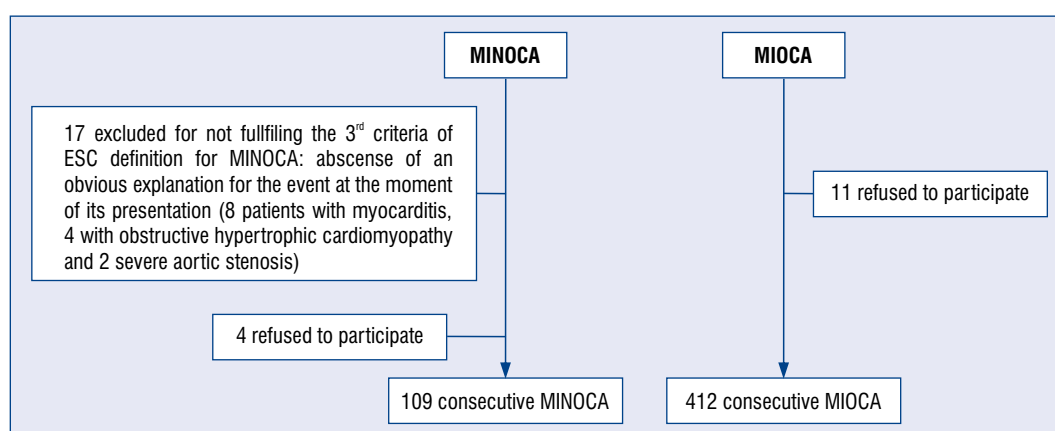 MINOCA
MIOCA
17 excluded for not fullfiling the 3rd criteria of
ESC definition for MINOCA: abscense of an
obvious explanation for the event at the moment
of its presentation (8 patients with myocarditis,
4 with obstructive hypertrophic cardiomyopathy
and 2 severe aortic stenosis)
11 refused to participate
4 refused to participate
109 consecutive MINOCA
412 consecutive MIOCA